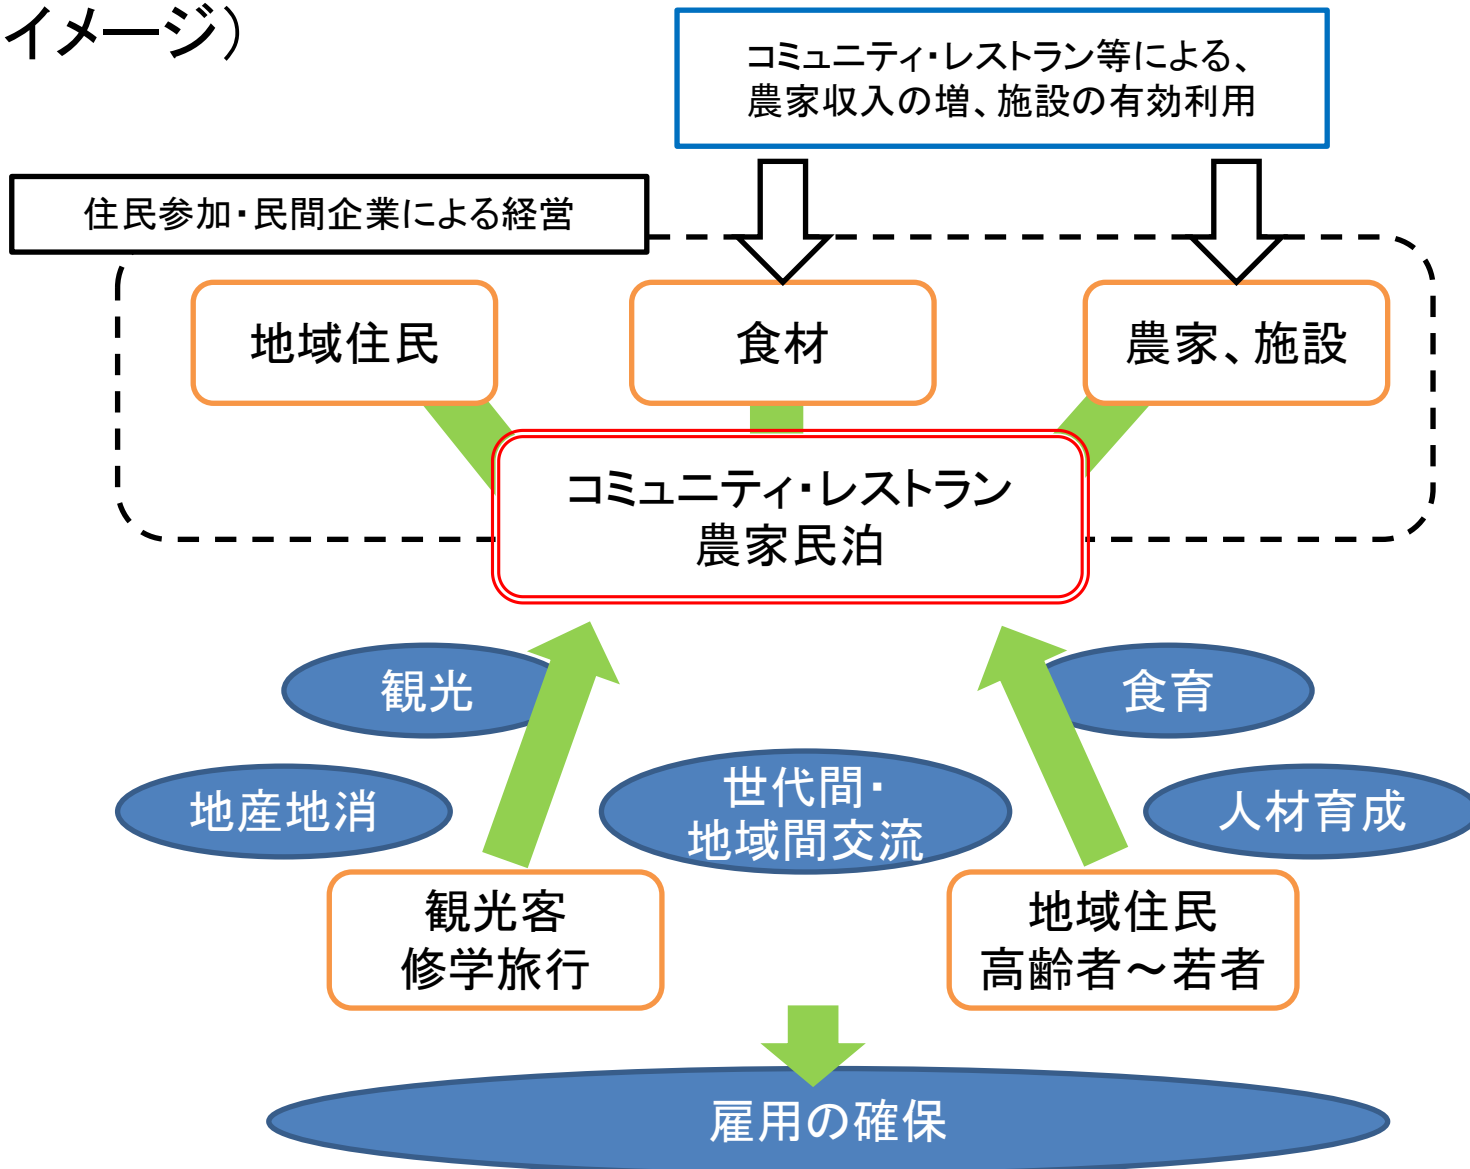 イメージ）
コミュニティ・レストラン等による、
農家収入の増、施設の有効利用
住民参加・民間企業による経営
地域住民
食材
農家、施設
コミュニティ・レストラン
農家民泊
観光
食育
地産地消
世代間・
地域間交流
人材育成
観光客
修学旅行
地域住民
高齢者～若者
雇用の確保